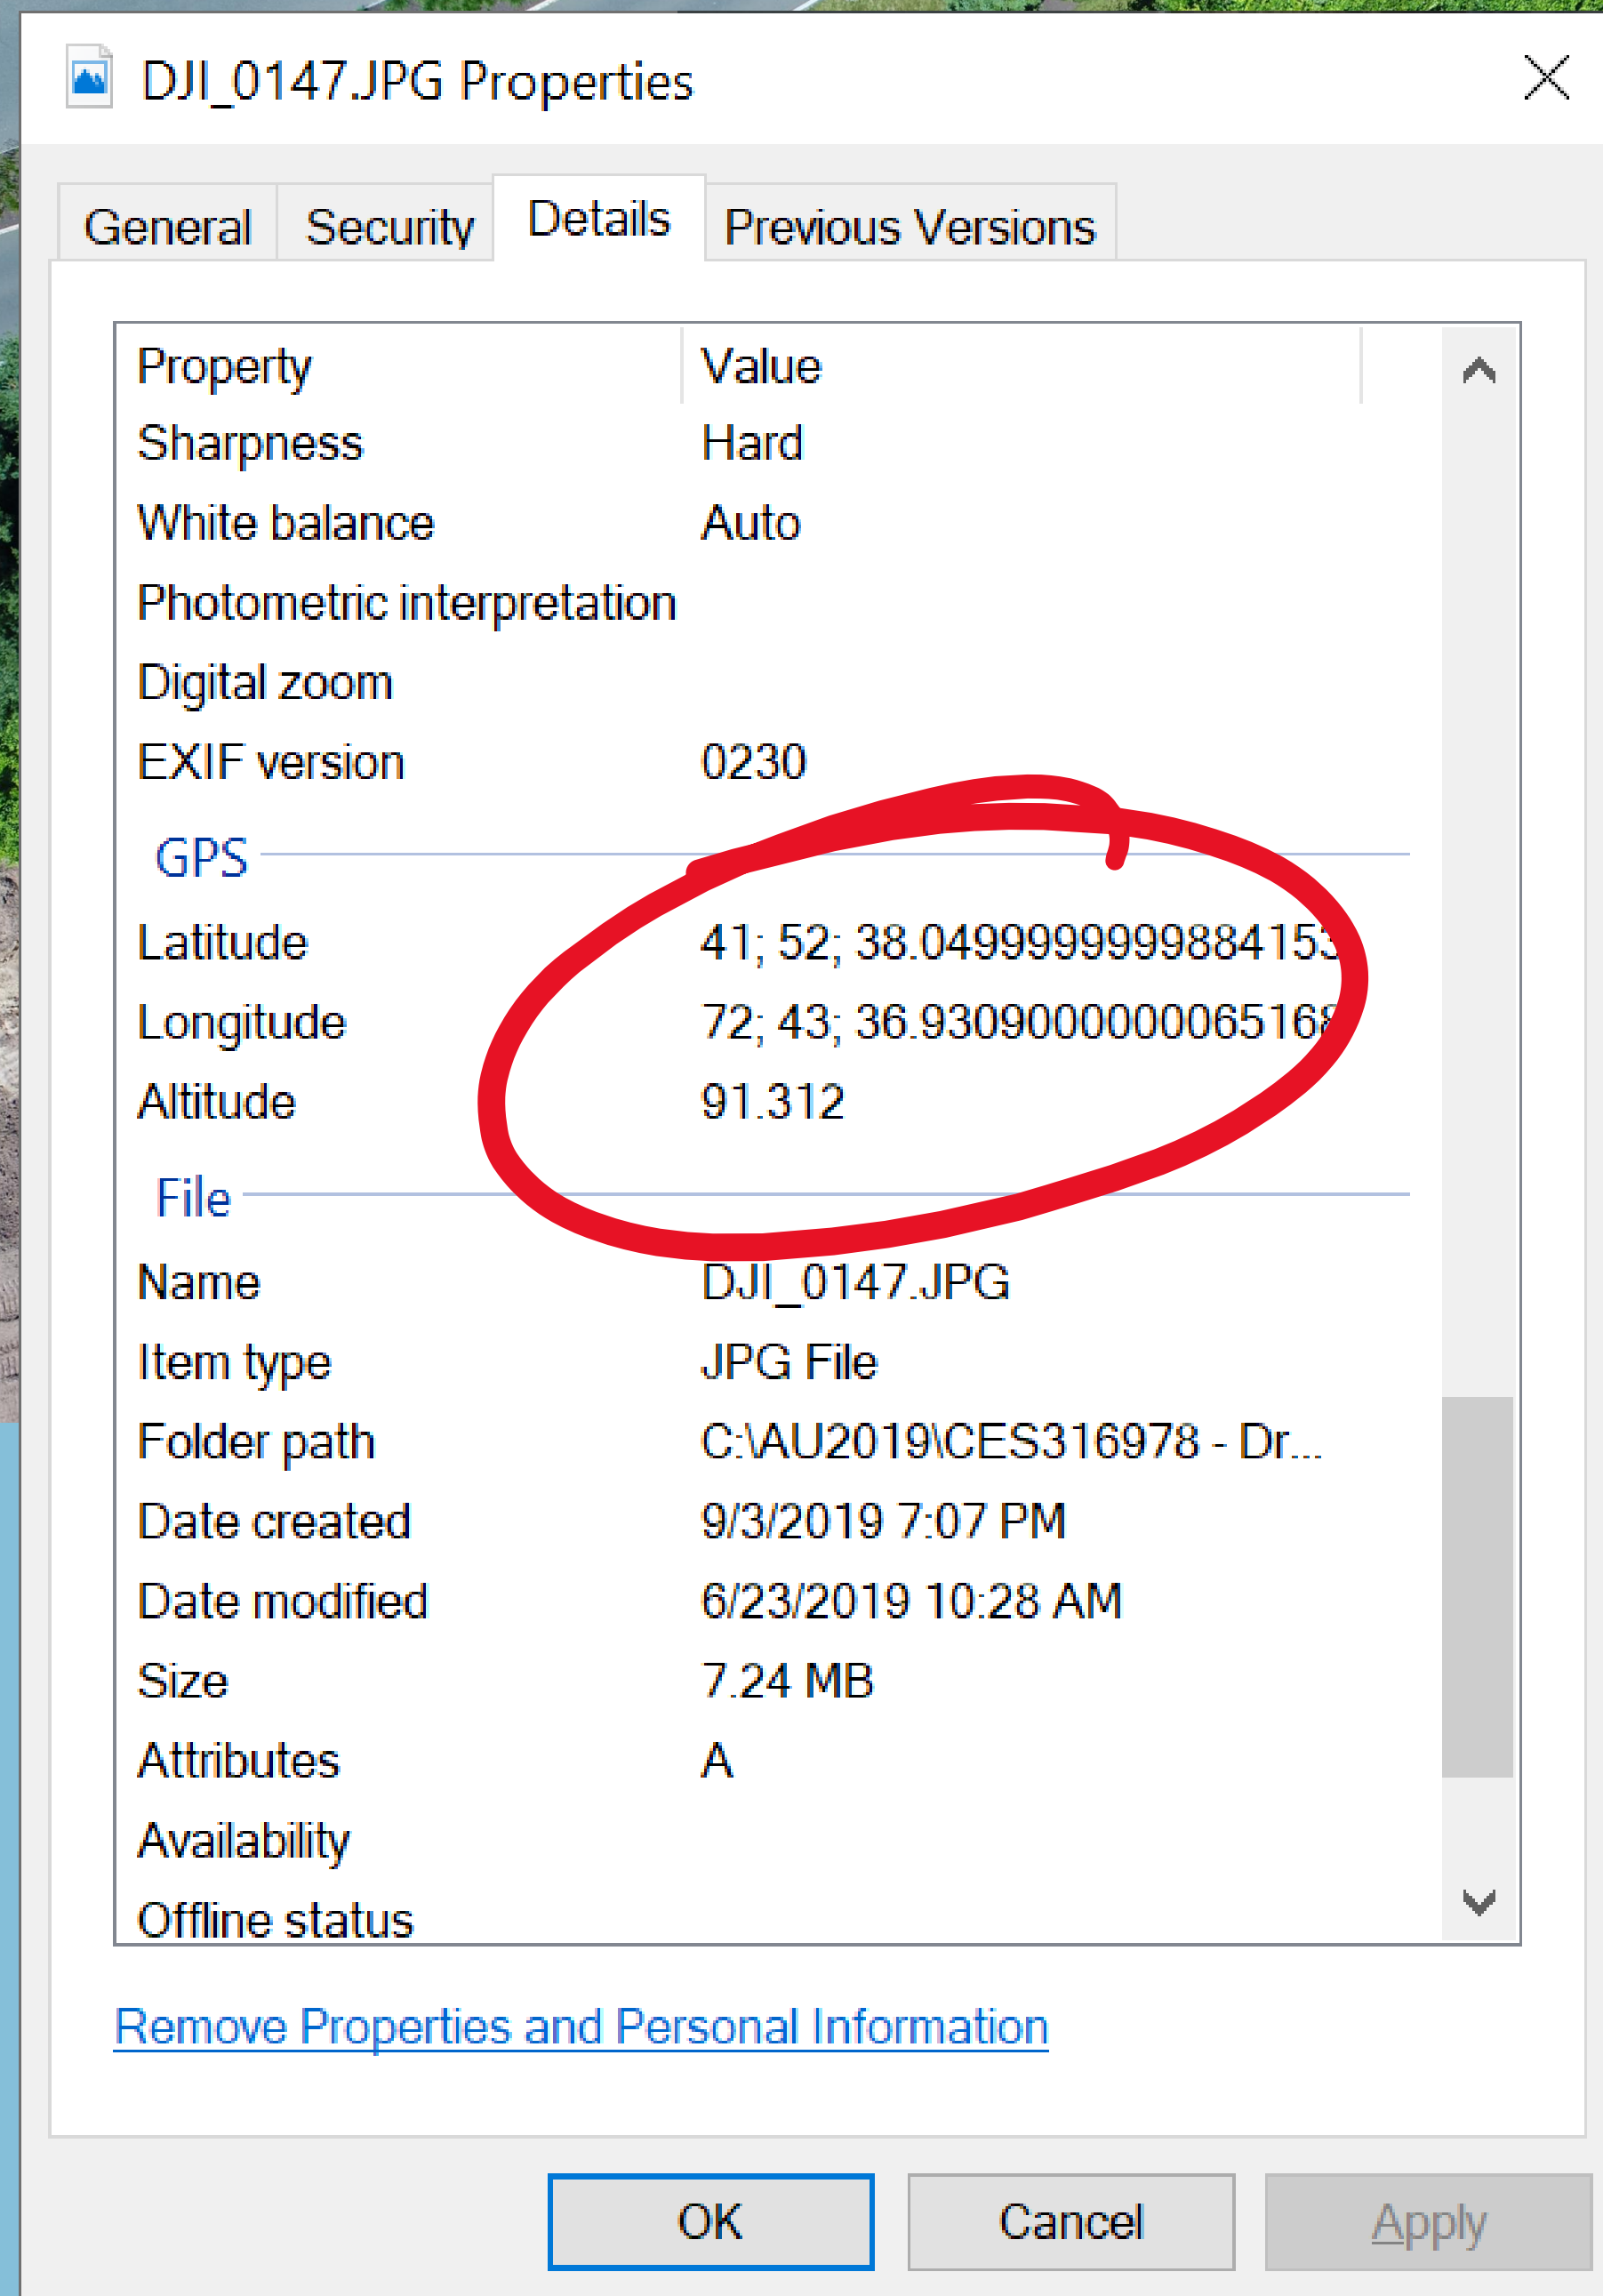 DJI_0147.JPG Properties
General Security Details Previous Versions
Property Value
Sharpness Hard
White balance Auto
Photometric interpretation
Digital zoom
EXIF version 0230
GPS
Latitude 41; 52; 38.0499999999884153
Longitude 72; 43; 36.9309000000065168
Altitude 91.312
File
Name DJI_0147.JPG
Item type JPG File
Folder path C:\AU2019\CES316978 - Dr...
Date created 9/3/2019 7:07 PM
Date modified 6/23/2019 10:28 AM
Size 7.24 MB
Attributes A
Availability
Offline status
Remove Properties and Personal Information
OK Cancel Apply